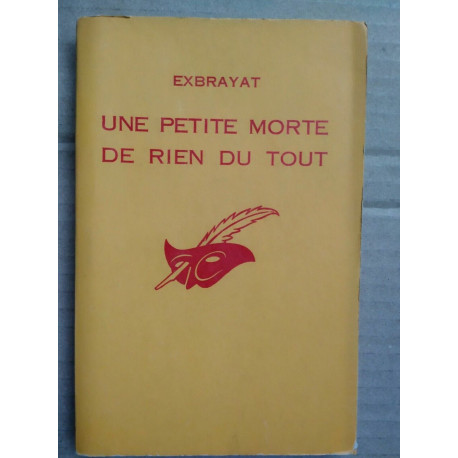 EXBRAYAT
UNE PETITE MORTE
DE RIEN DU TOUT